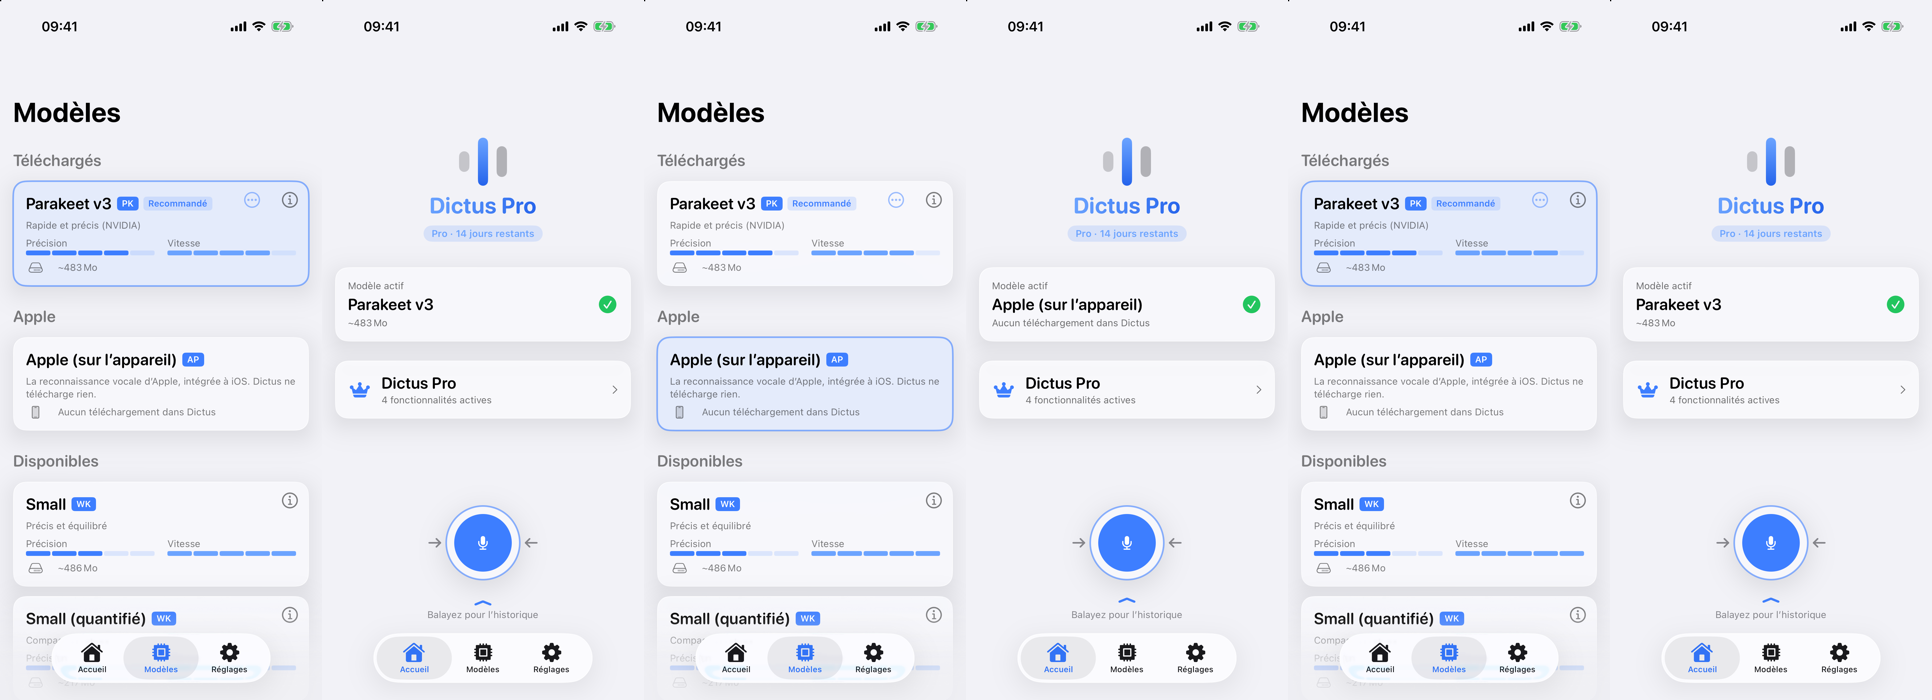 09:41
Modèles
Téléchargés
Parakeet v3 PK Recommandé
Rapide et précis (NVIDIA)
Précision Vitesse
~483 Mo
Apple
Apple (sur l'appareil) AP
La reconnaissance vocale d'Apple, intégrée à iOS. Dictus ne
télécharge rien.
Aucun téléchargement dans Dictus
Disponibles
Small WK
Précis et équilibré
Précision Vitesse
~486 Mo
Small (quantifié) WK
Accueil Modèles Réglages
09:41
Dictus Pro
Pro · 14 jours restants
Modèle actif
Parakeet v3
~483 Mo
Dictus Pro
4 fonctionnalités actives
Balayez pour l'historique
Accueil Modèles Réglages
09:41
Modèles
Téléchargés
Parakeet v3 PK Recommandé
Rapide et précis (NVIDIA)
Précision Vitesse
~483 Mo
Apple
Apple (sur l'appareil) AP
La reconnaissance vocale d'Apple, intégrée à iOS. Dictus ne
télécharge rien.
Aucun téléchargement dans Dictus
Disponibles
Small WK
Précis et équilibré
Précision Vitesse
~486 Mo
Small (quantifié) WK
Accueil Modèles Réglages
09:41
Dictus Pro
Pro · 14 jours restants
Modèle actif
Apple (sur l'appareil)
Aucun téléchargement dans Dictus
Dictus Pro
4 fonctionnalités actives
Balayez pour l'historique
Accueil Modèles Réglages
09:41
Modèles
Téléchargés
Parakeet v3 PK Recommandé
Rapide et précis (NVIDIA)
Précision Vitesse
~483 Mo
Apple
Apple (sur l'appareil) AP
La reconnaissance vocale d'Apple, intégrée à iOS. Dictus ne
télécharge rien.
Aucun téléchargement dans Dictus
Disponibles
Small WK
Précis et équilibré
Précision Vitesse
~486 Mo
Small (quantifié) WK
Accueil Modèles Réglages
09:41
Dictus Pro
Pro · 14 jours restants
Modèle actif
Parakeet v3
~483 Mo
Dictus Pro
4 fonctionnalités actives
Balayez pour l'historique
Accueil Modèles Réglages